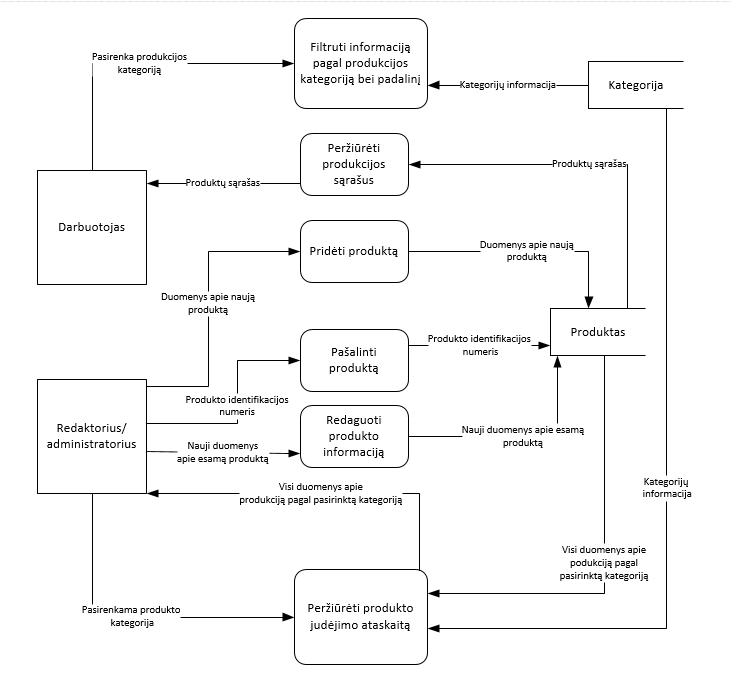 Filtruti informaciją
pagal produkcijos
kategoriją bei padalinį
Pasirenka produkcijos
kategoriją
Kategorijų informacija
Kategorija
Peržiūrėti
produkcijos
sąrašus
Produktų sąrašas
Produktų sąrašas
Darbuotojas
Pridėti produktą
Duomenys apie naują
produktą
Duomenys apie naują
produktą
Produktas
Pašalinti
produktą
Produkto identifikacijos
numeris
Produkto identifikacijos
numeris
Redaktorius/
administratorius
Redaguoti
produkto
informaciją
Nauji duomenys
apie esamą produktą
Nauji duomenys apie esamą
produktą
Visi duomenys apie
produkciją pagal pasirinktą kategoriją
Kategorijų
informacija
Visi duomenys apie
podukciją pagal
pasirinktą kategoriją
Pasirenkama produkto
kategorija
Peržiūrėti produkto
judėjimo ataskaitą